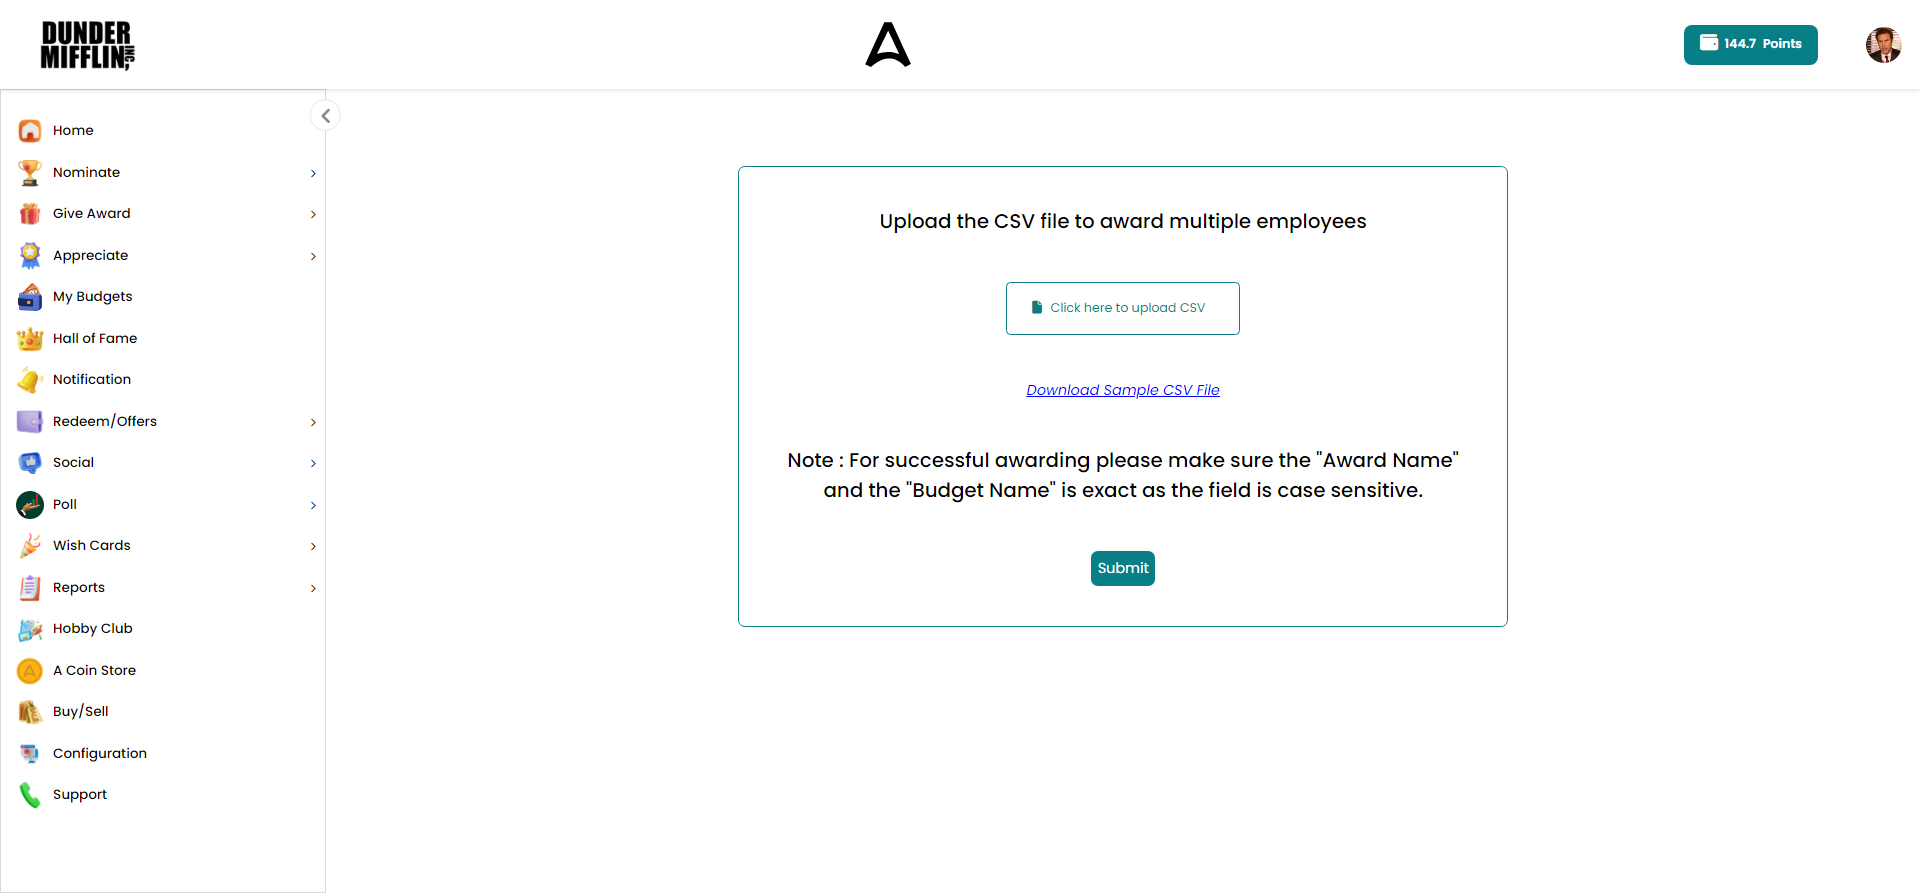 DUNDER
MIFFLIN INC,
144.7 Points
Home
Nominate
Give Award
Appreciate
My Budgets
Hall of Fame
Notification
Redeem/Offers
Social
Poll
Wish Cards
Reports
Hobby Club
A Coin Store
Buy/Sell
Configuration
Support
Upload the CSV file to award multiple employees
Click here to upload CSV
Download Sample CSV File
Note : For successful awarding please make sure the "Award Name"
and the "Budget Name" is exact as the field is case sensitive.
Submit